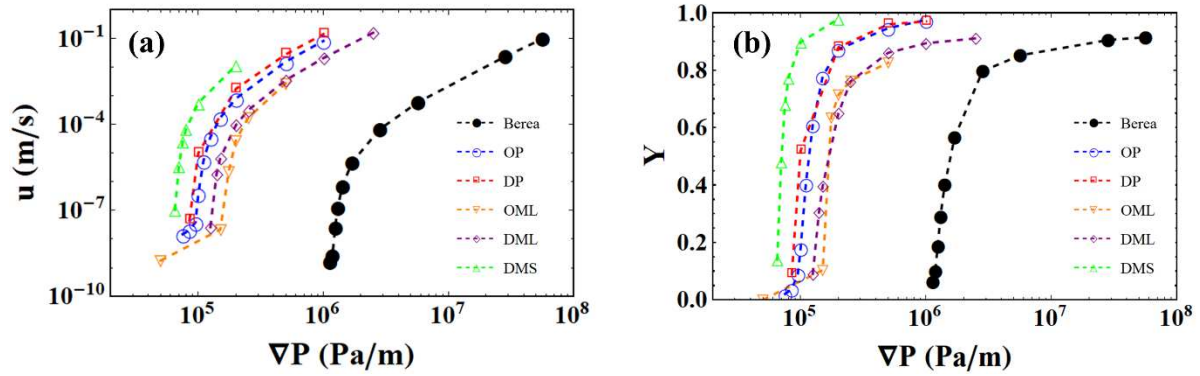 (a)
u (m/s)
10⁻¹
10⁻⁴
10⁻⁷
10⁻¹⁰
10⁵
10⁶
10⁷
10⁸
∇P (Pa/m)
Berea
OP
DP
OML
DML
DMS
(b)
Y
1.0
0.8
0.6
0.4
0.2
0.0
10⁵
10⁶
10⁷
10⁸
∇P (Pa/m)
Berea
OP
DP
OML
DML
DMS